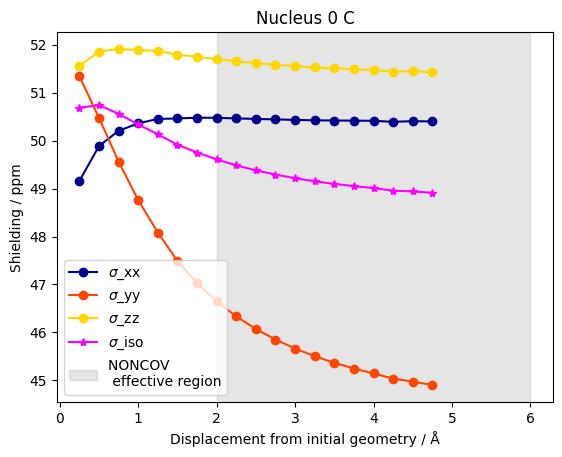 Nucleus 0 C
Shielding / ppm
52
51
50
49
48
47
46
45
σ_xx
σ_yy
σ_zz
σ_iso
NONCOV
effective region
0
1
2
3
4
5
6
Displacement from initial geometry / Å